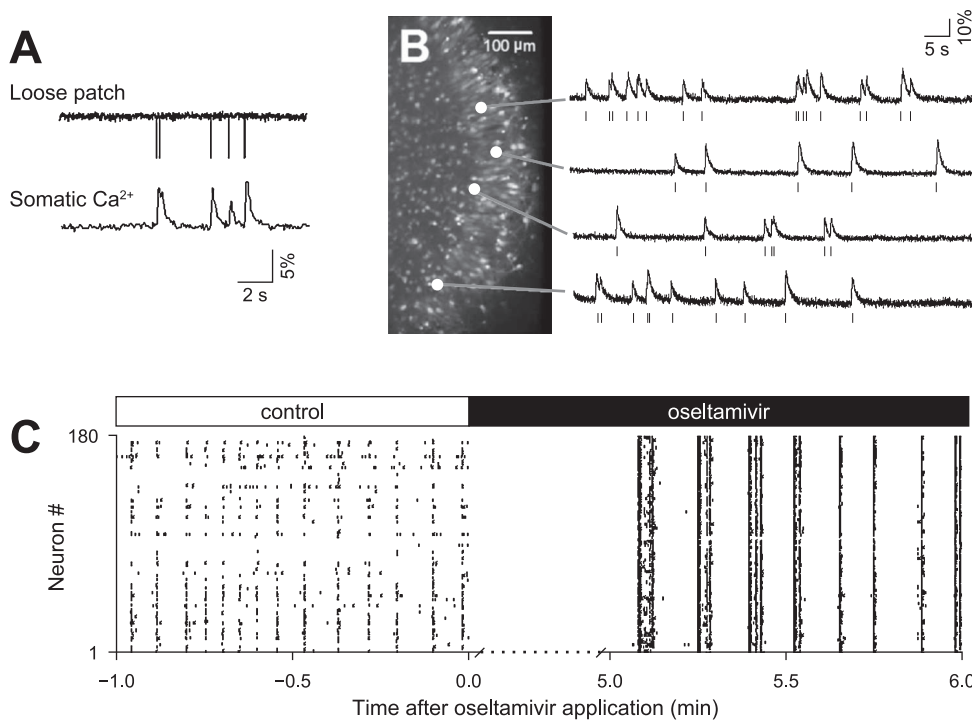 A
Loose patch
Somatic Ca²⁺
5%
2 s
B
100 µm
10%
5 s
C
control
oseltamivir
180
Neuron #
1
−1.0
−0.5
0.0
5.0
5.5
6.0
Time after oseltamivir application (min)